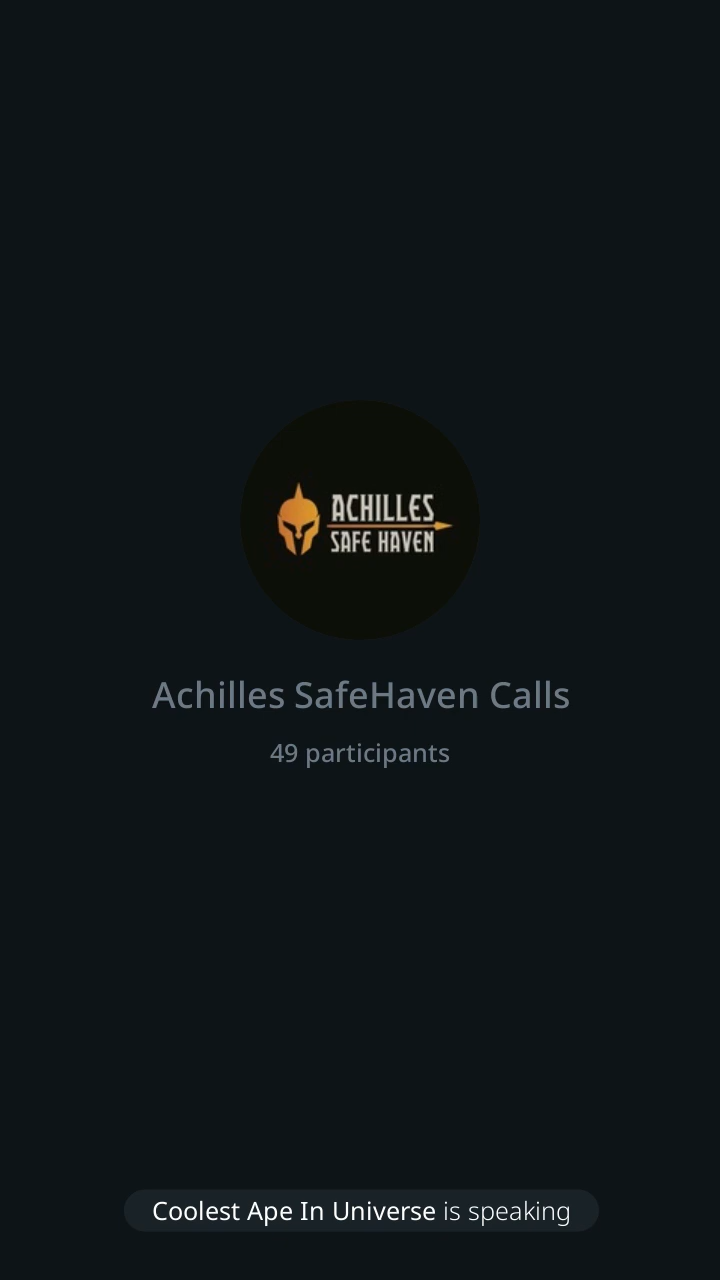 ACHILLES
SAFE HAVEN
Achilles SafeHaven Calls
49 participants
Coolest Ape In Universe is speaking